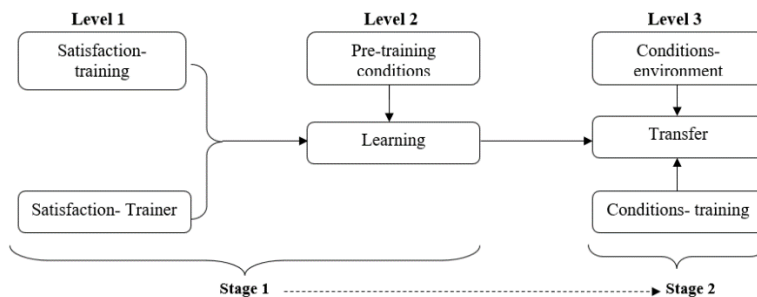 Level 1
Level 2
Level 3
Satisfaction-
training
Pre-training
conditions
Conditions-
environment
Learning
Transfer
Satisfaction- Trainer
Conditions- training
Stage 1
Stage 2